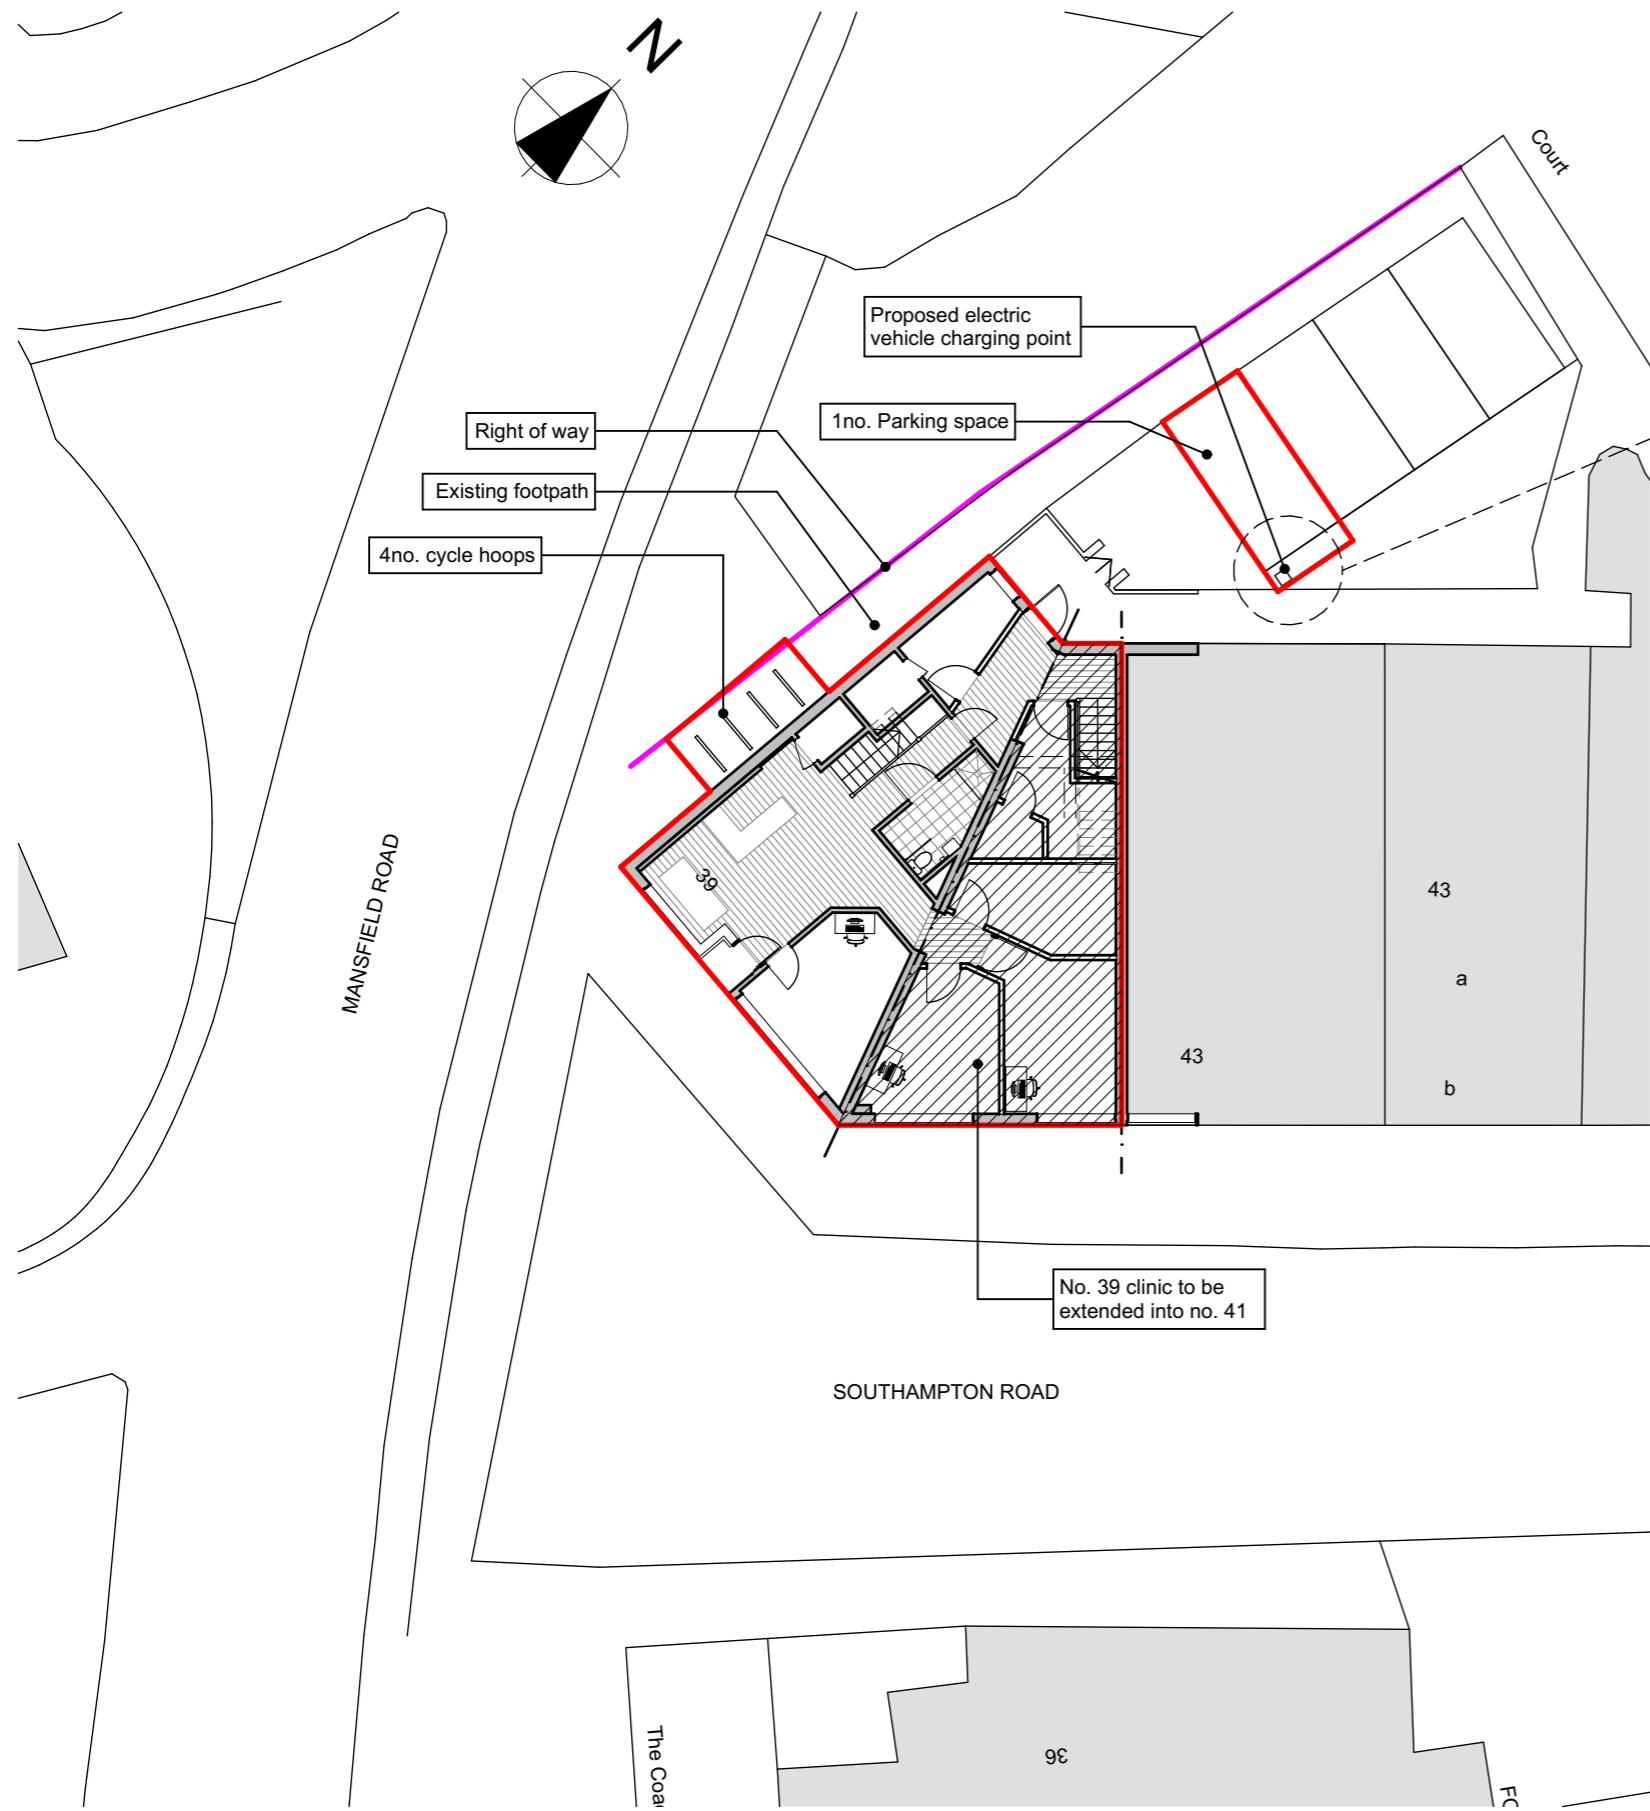 N
Court
Proposed electric
vehicle charging point
1no. Parking space
Right of way
Existing footpath
4no. cycle hoops
39
MANSFIELD ROAD
43
a
43
b
No. 39 clinic to be
extended into no. 41
SOUTHAMPTON ROAD
The Coac
36
FO